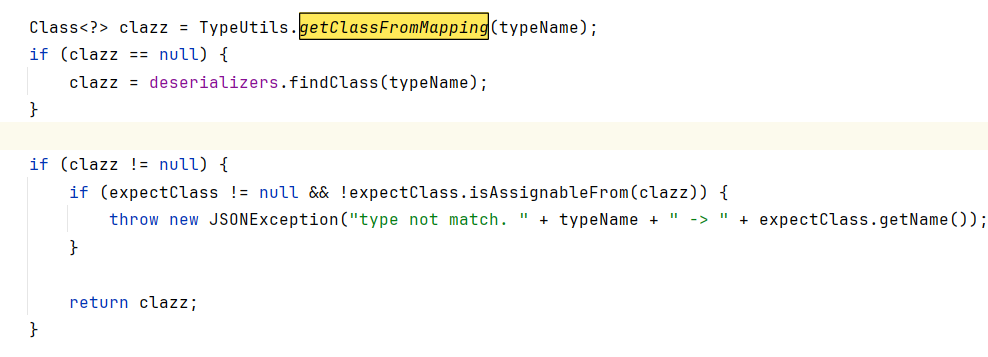 Class<?> clazz = TypeUtils.getClassFromMapping(typeName);
if (clazz == null) {
    clazz = deserializers.findClass(typeName);
}
if (clazz != null) {
    if (expectClass != null && !expectClass.isAssignableFrom(clazz)) {
        throw new JSONException("type not match. " + typeName + " -> " + expectClass.getName());
    }
    return clazz;
}